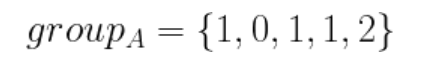 group_A = {1, 0, 1, 1, 2}